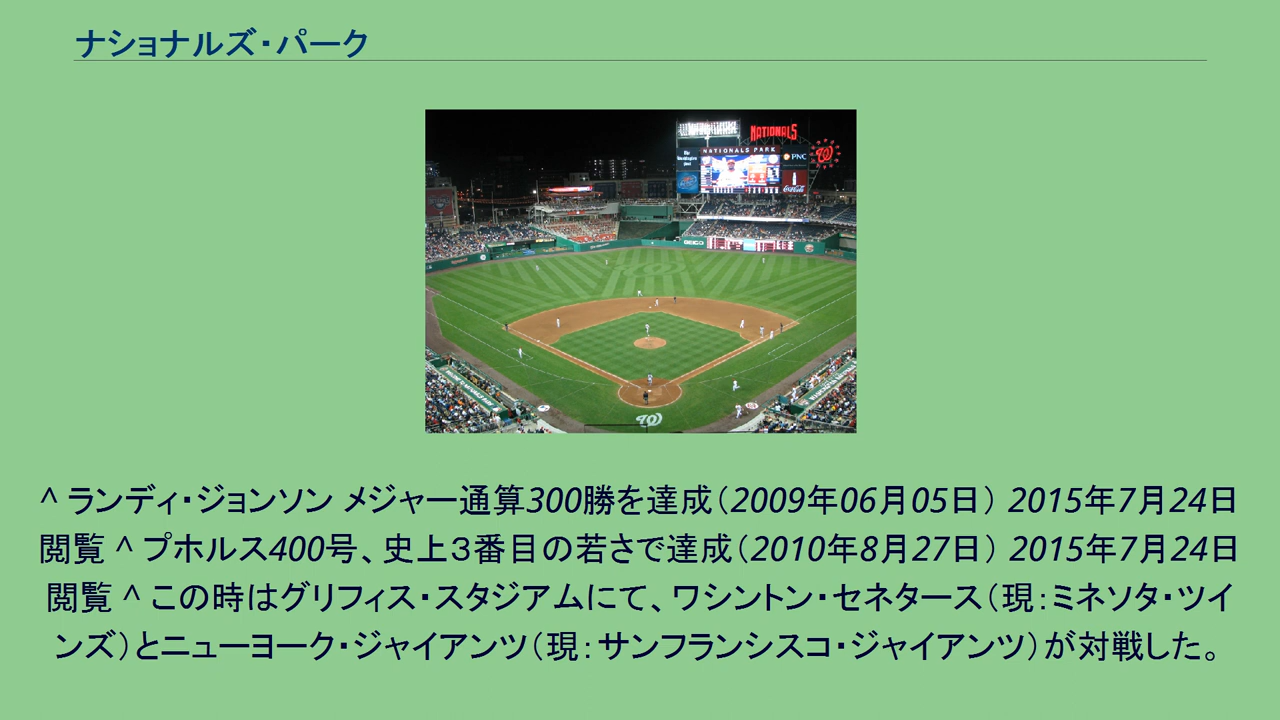 ナショナルズ・パーク
NATIONALS
NATIONALS PARK
PNC
Coca-Cola
GEICO
^ ランディ・ジョンソン メジャー通算300勝を達成（2009年06月05日） 2015年7月24日
閲覧 ^ プホルス400号、史上３番目の若さで達成（2010年8月27日） 2015年7月24日
閲覧 ^ この時はグリフィス・スタジアムにて、ワシントン・セネタース（現：ミネソタ・ツイ
ンズ）とニューヨーク・ジャイアンツ（現：サンフランシスコ・ジャイアンツ）が対戦した。